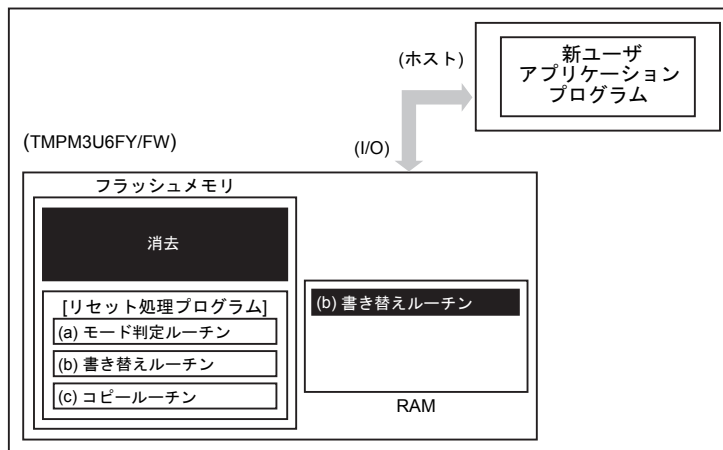 (ホスト)
新ユーザ
アプリケーション
プログラム
(TMPM3U6FY/FW)
(I/O)
フラッシュメモリ
消去
[リセット処理プログラム]
(a) モード判定ルーチン
(b) 書き替えルーチン
(c) コピールーチン
(b) 書き替えルーチン
RAM